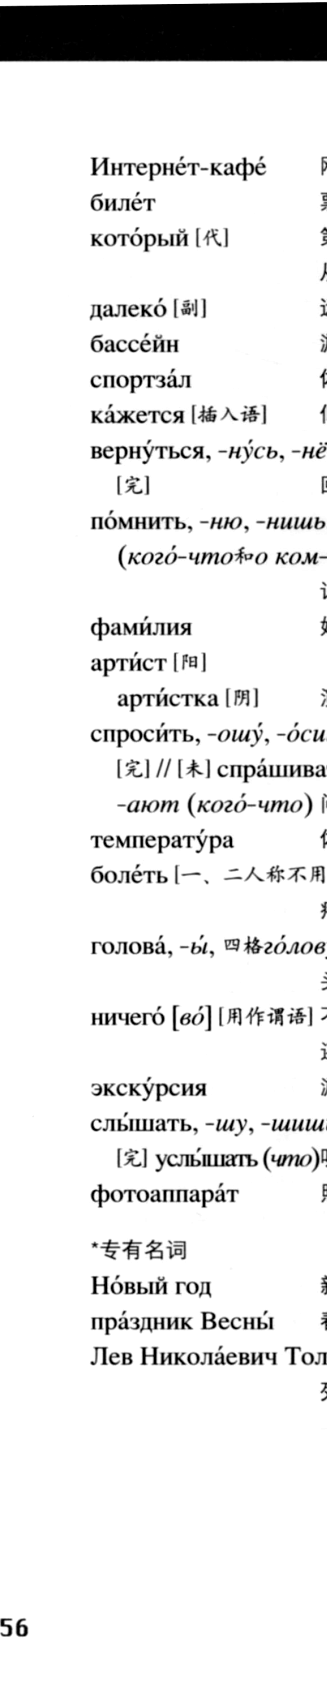 Интерне́т-кафе́
биле́т
кото́рый [代]
далеко́ [副]
бассе́йн
спортза́л
ка́жется [插入语]
верну́ться, -ну́сь, -нё
[完]
по́мнить, -ню, -нишь
(кого́-что和о ком-
фами́лия
арти́ст [阳]
арти́стка [阴]
спроси́ть, -ошу́, -о́си
[完] // [未] спра́шива
-ают (кого́-что)
температу́ра
боле́ть [一、二人称不用
голова́, -ы́, 四格го́лов
ничего́ [во́] [用作谓语]
экску́рсия
слы́шать, -шу, -шиш
[完] услы́шать (что)
фотоаппара́т
*专有名词
Но́вый год
пра́здник Весны́
Лев Никола́евич Тол
56